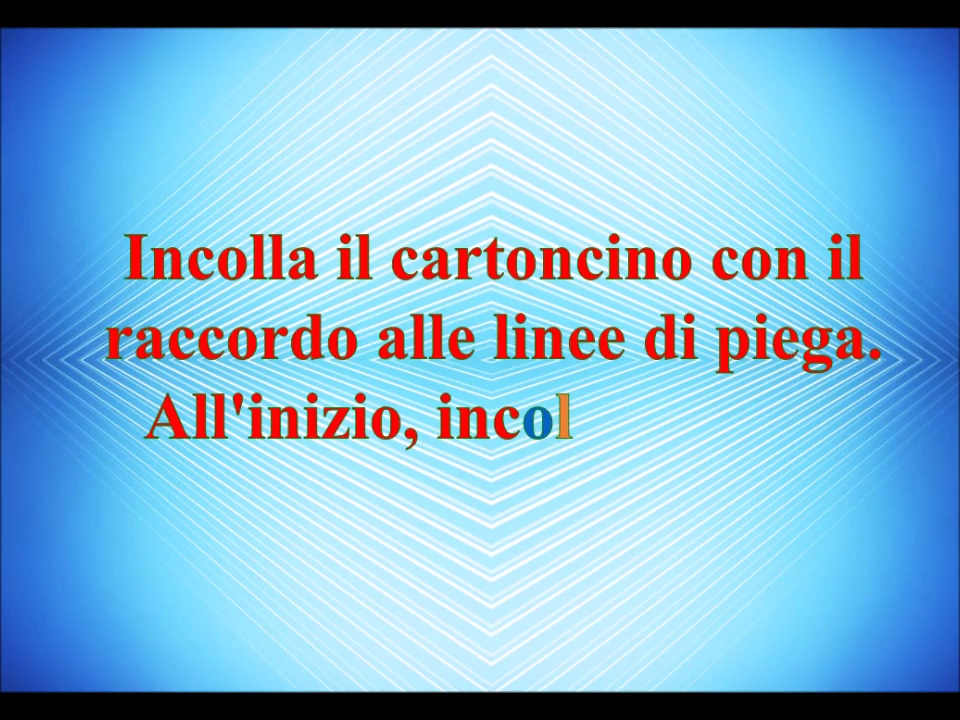 Incolla il cartoncino con il
raccordo alle linee di piega.
All'inizio, incol